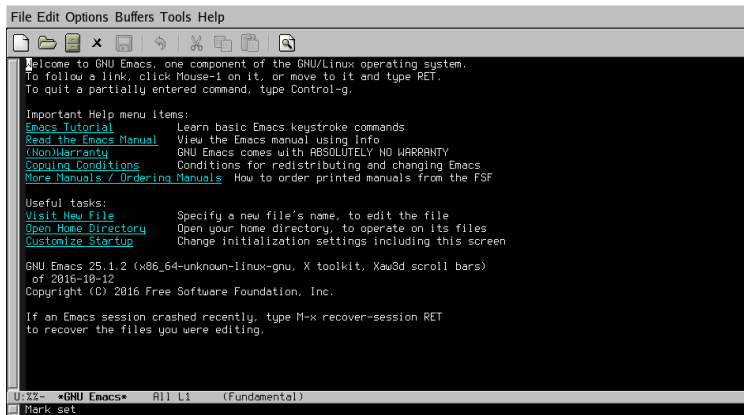 File Edit Options Buffers Tools Help
Welcome to GNU Emacs, one component of the GNU/Linux operating system.
To follow a link, click Mouse-1 on it, or move to it and type RET.
To quit a partially entered command, type Control-g.
Important Help menu items:
Emacs Tutorial Learn basic Emacs keystroke commands
Read the Emacs Manual View the Emacs manual using Info
(Non)Warranty GNU Emacs comes with ABSOLUTELY NO WARRANTY
Copying Conditions Conditions for redistributing and changing Emacs
More Manuals / Ordering Manuals How to order printed manuals from the FSF
Useful tasks:
Visit New File Specify a new file's name, to edit the file
Open Home Directory Open your home directory, to operate on its files
Customize Startup Change initialization settings including this screen
GNU Emacs 25.1.2 (x86_64-unknown-linux-gnu, X toolkit, Xaw3d scroll bars)
of 2016-10-12
Copyright (C) 2016 Free Software Foundation, Inc.
If an Emacs session crashed recently, type M-x recover-session RET
to recover the files you were editing.
U:%%- *GNU Emacs* All L1 (Fundamental)
Mark set